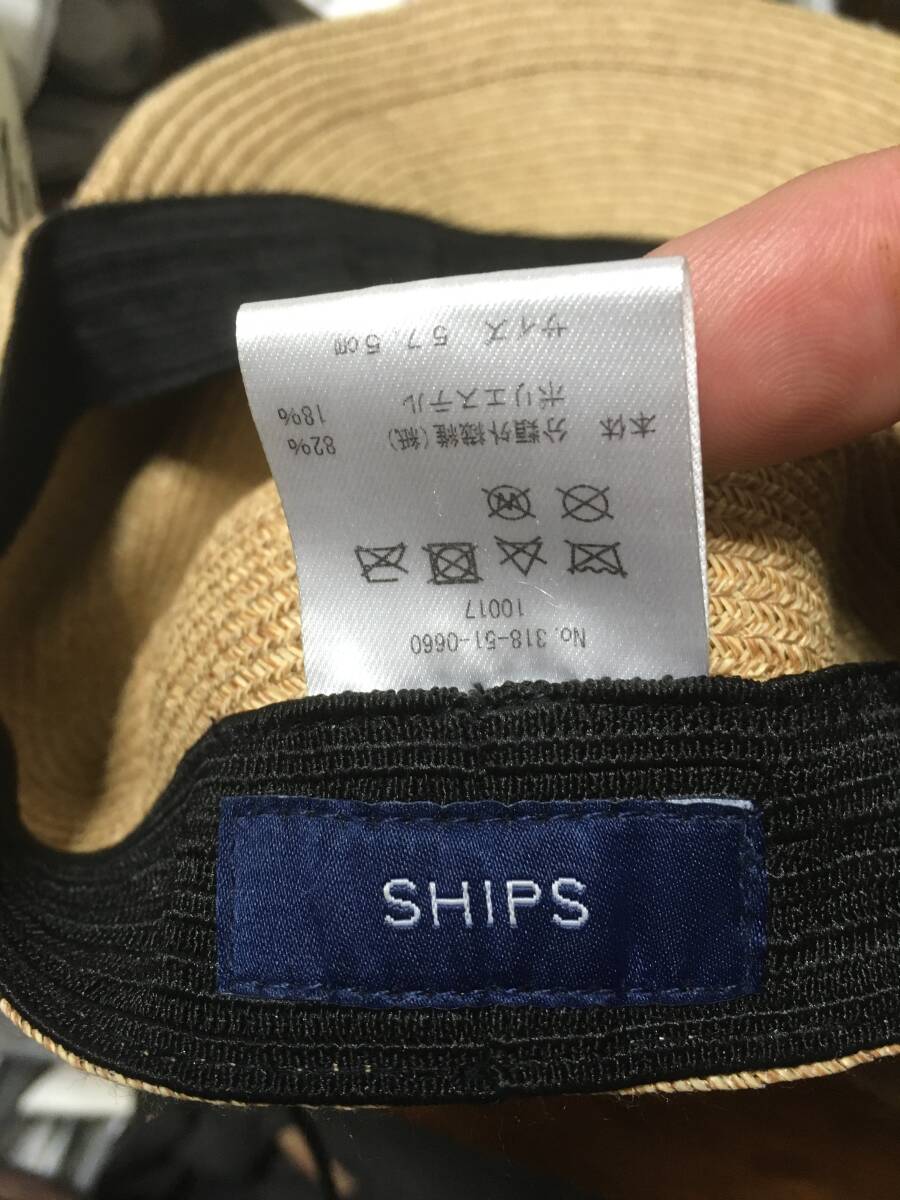 サイズ 57.5㎝
本体 分類外繊維(紙) 82%
ポリエステル 18%
No. 318-51-0660
10017
SHIPS